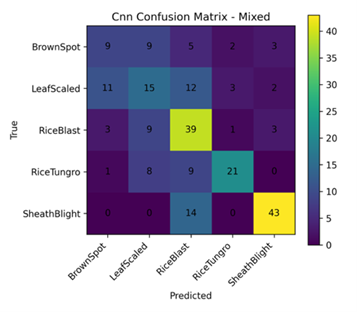 Cnn Confusion Matrix - Mixed
BrownSpot 9 9 5 2 3
LeafScaled 11 15 12 3 2
RiceBlast 3 9 39 1 3
RiceTungro 1 8 9 21 0
SheathBlight 0 0 14 0 43
BrownSpot LeafScaled RiceBlast RiceTungro SheathBlight
True
Predicted
40
35
30
25
20
15
10
5
0